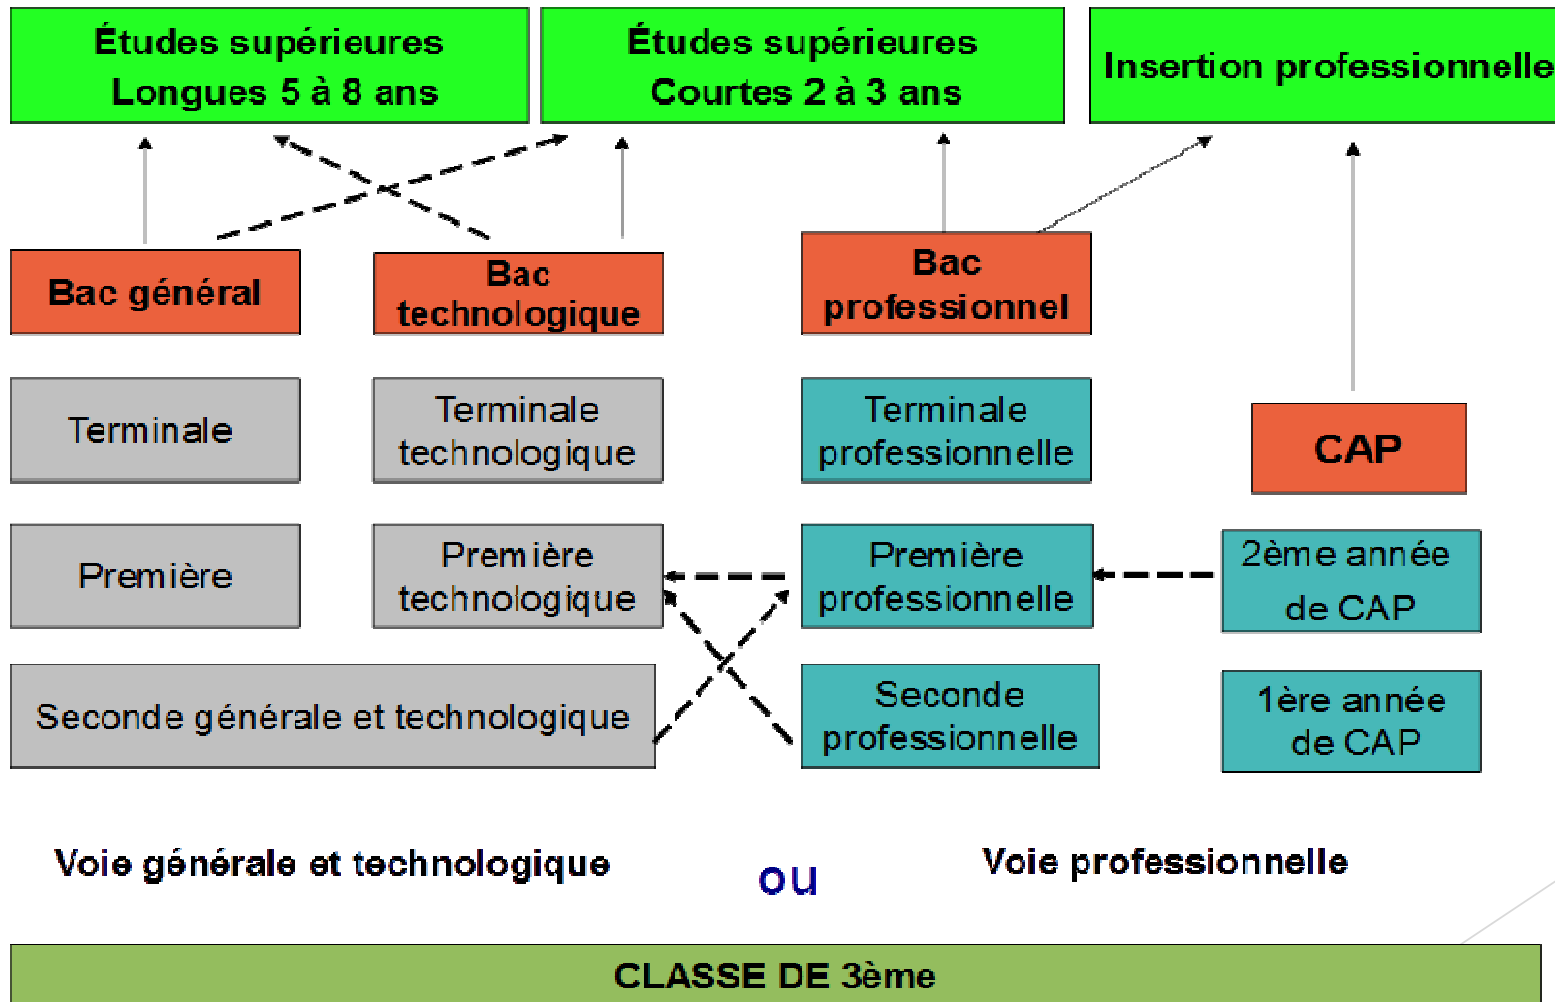 Études supérieures
Longues 5 à 8 ans
Études supérieures
Courtes 2 à 3 ans
Insertion professionnelle
Bac général
Bac
technologique
Bac
professionnel
Terminale
Terminale
technologique
Terminale
professionnelle
CAP
Première
Première
technologique
Première
professionnelle
2ème année
de CAP
Seconde générale et technologique
Seconde
professionnelle
1ère année
de CAP
Voie générale et technologique
ou
Voie professionnelle
CLASSE DE 3ème